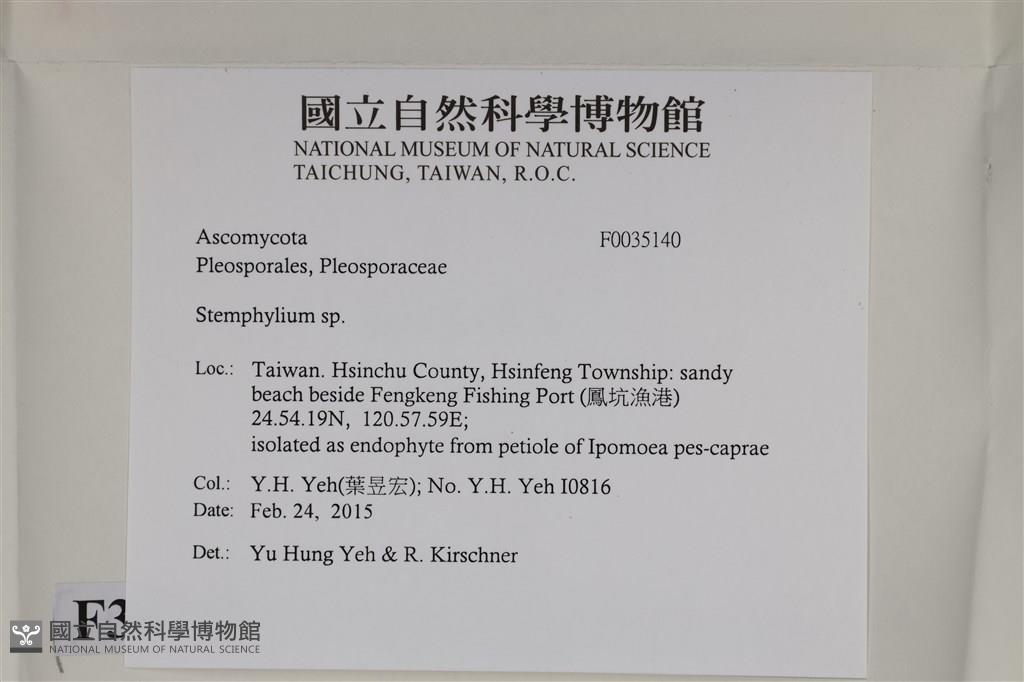 國立自然科學博物館
NATIONAL MUSEUM OF NATURAL SCIENCE
TAICHUNG, TAIWAN, R.O.C.
Ascomycota F0035140
Pleosporales, Pleosporaceae
Stemphylium sp.
Loc.: Taiwan. Hsinchu County, Hsinfeng Township: sandy
beach beside Fengkeng Fishing Port (鳳坑漁港)
24.54.19N, 120.57.59E;
isolated as endophyte from petiole of Ipomoea pes-caprae
Col.: Y.H. Yeh(葉昱宏); No. Y.H. Yeh I0816
Date: Feb. 24, 2015
Det.: Yu Hung Yeh & R. Kirschner
F3
國立自然科學博物館
NATIONAL MUSEUM OF NATURAL SCIENCE